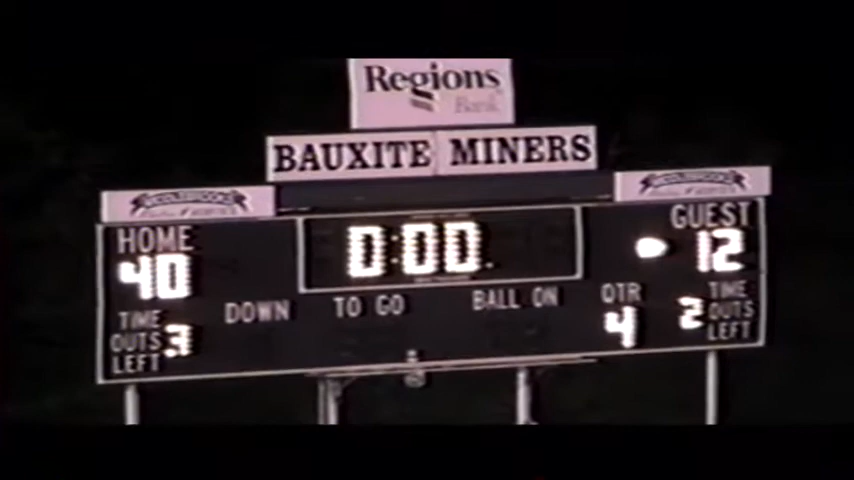 Regions
Bank
BAUXITE MINERS
HOME
GUEST
40
0:00
12
DOWN
TO GO
BALL ON
QTR
4
TIME
OUTS
LEFT
3
TIME
OUTS
LEFT
2